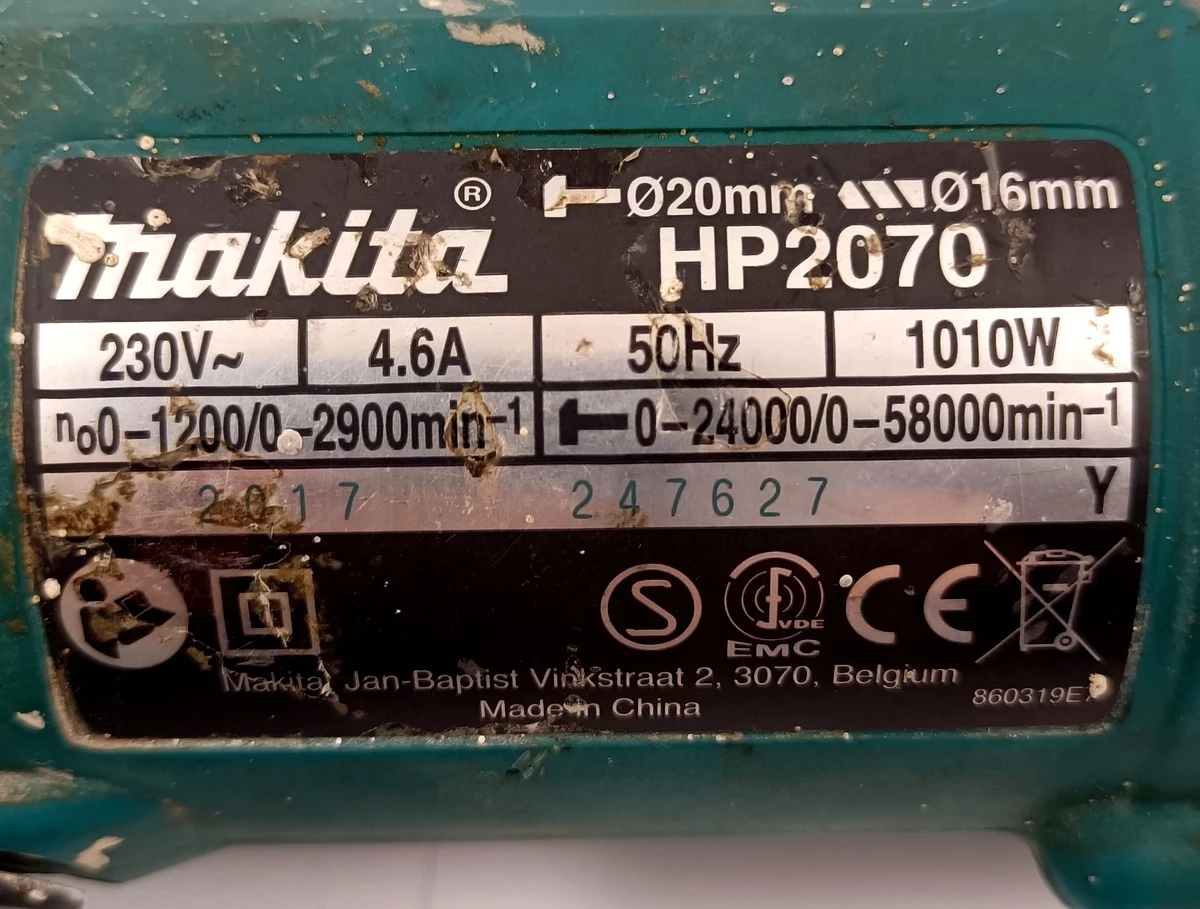 makita®
Ø20mm Ø16mm
HP2070
230V~ 4.6A 50Hz 1010W
n₀0-1200/0-2900min⁻¹ 0-24000/0-58000min⁻¹
2017 247627 Y
S VDE CE
EMC
Makita, Jan-Baptist Vinkstraat 2, 3070, Belgium
Made in China
860319E